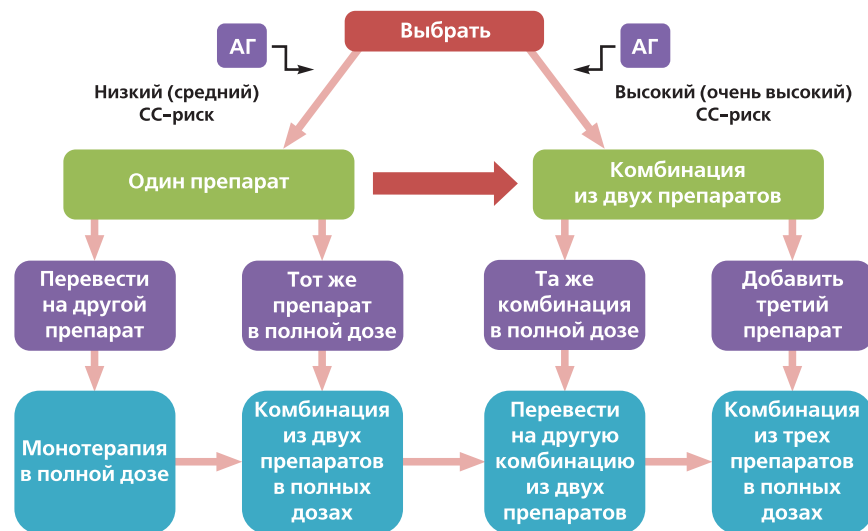 АГ
Выбрать
АГ
Низкий (средний)
СС–риск
Высокий (очень высокий)
СС–риск
Один препарат
Комбинация
из двух препаратов
Перевести
на другой
препарат
Тот же
препарат
в полной дозе
Та же
комбинация
в полной дозе
Добавить
третий
препарат
Монотерапия
в полной дозе
Комбинация
из двух
препаратов
в полных
дозах
Перевести
на другую
комбинацию
из двух
препаратов
Комбинация
из трех
препаратов
в полных
дозах